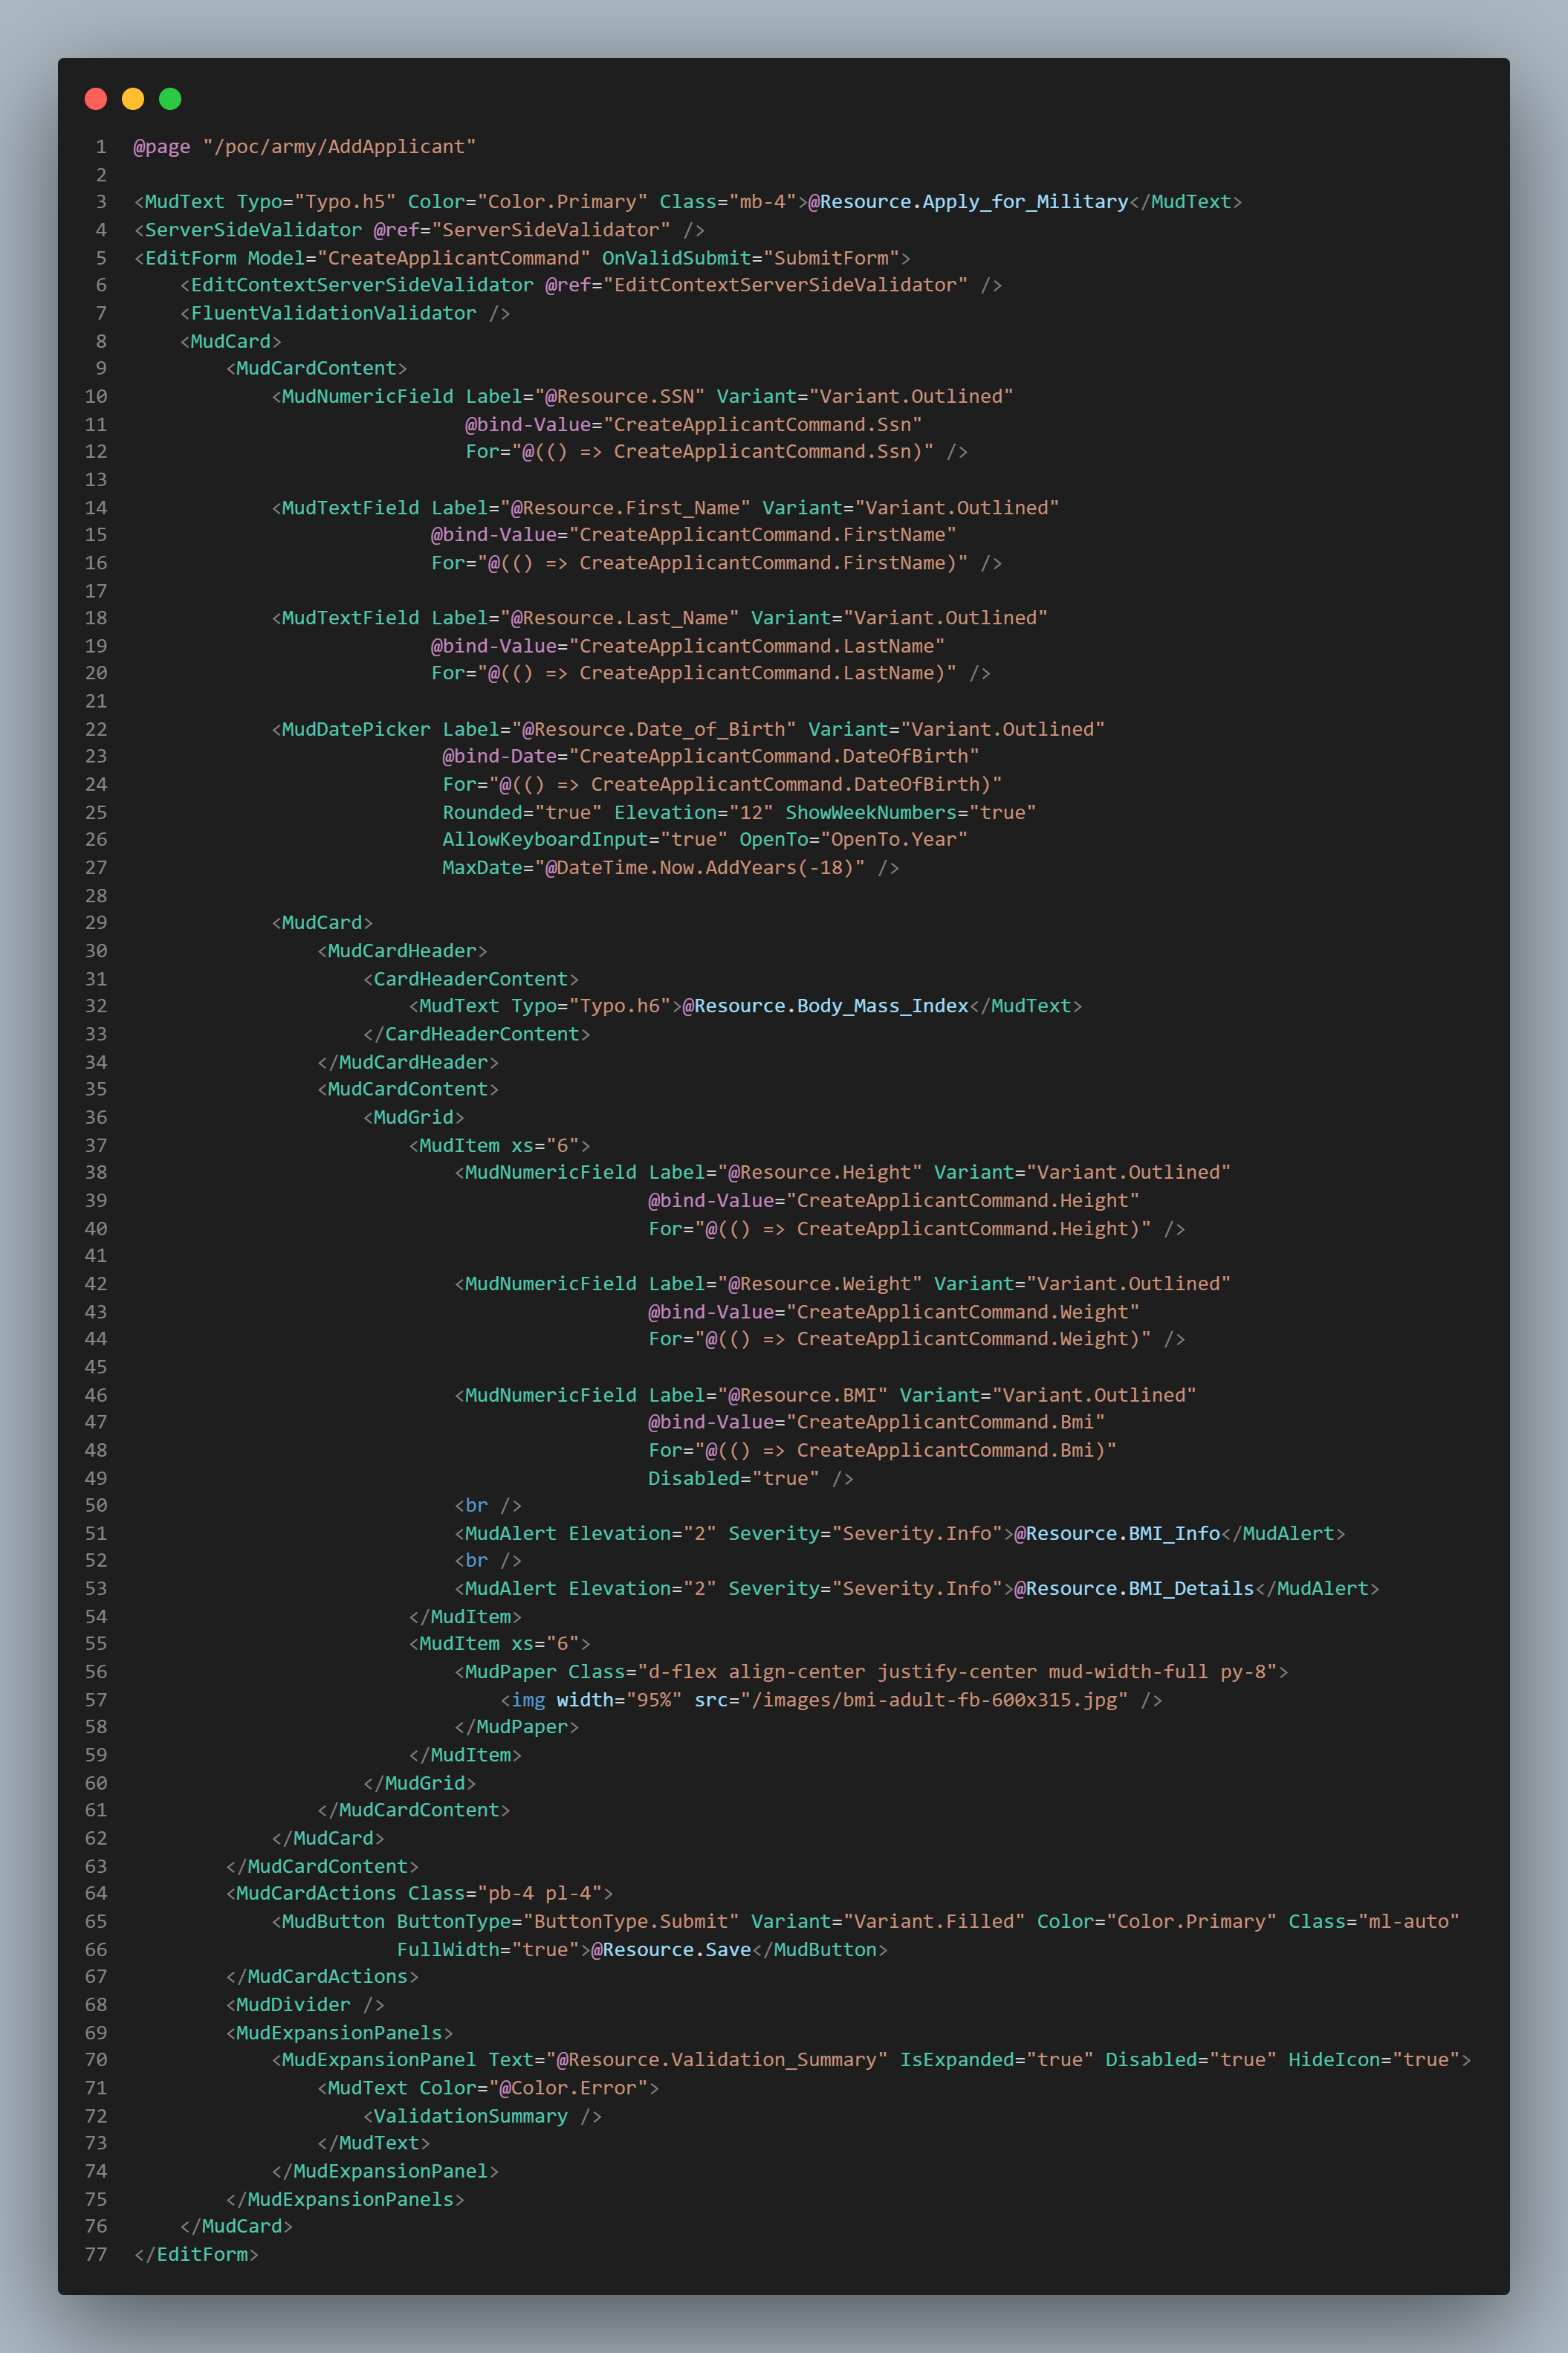 1 @page "/poc/army/AddApplicant"
2
3 <MudText Typo="Typo.h5" Color="Color.Primary" Class="mb-4">@Resource.Apply_for_Military</MudText>
4 <ServerSideValidator @ref="ServerSideValidator" />
5 <EditForm Model="CreateApplicantCommand" OnValidSubmit="SubmitForm">
6     <EditContextServerSideValidator @ref="EditContextServerSideValidator" />
7     <FluentValidationValidator />
8     <MudCard>
9         <MudCardContent>
10             <MudNumericField Label="@Resource.SSN" Variant="Variant.Outlined"
11                              @bind-Value="CreateApplicantCommand.Ssn"
12                              For="@(() => CreateApplicantCommand.Ssn)" />
13
14             <MudTextField Label="@Resource.First_Name" Variant="Variant.Outlined"
15                           @bind-Value="CreateApplicantCommand.FirstName"
16                           For="@(() => CreateApplicantCommand.FirstName)" />
17
18             <MudTextField Label="@Resource.Last_Name" Variant="Variant.Outlined"
19                           @bind-Value="CreateApplicantCommand.LastName"
20                           For="@(() => CreateApplicantCommand.LastName)" />
21
22             <MudDatePicker Label="@Resource.Date_of_Birth" Variant="Variant.Outlined"
23                            @bind-Date="CreateApplicantCommand.DateOfBirth"
24                            For="@(() => CreateApplicantCommand.DateOfBirth)"
25                            Rounded="true" Elevation="12" ShowWeekNumbers="true"
26                            AllowKeyboardInput="true" OpenTo="OpenTo.Year"
27                            MaxDate="@DateTime.Now.AddYears(-18)" />
28
29             <MudCard>
30                 <MudCardHeader>
31                     <CardHeaderContent>
32                         <MudText Typo="Typo.h6">@Resource.Body_Mass_Index</MudText>
33                     </CardHeaderContent>
34                 </MudCardHeader>
35                 <MudCardContent>
36                     <MudGrid>
37                         <MudItem xs="6">
38                             <MudNumericField Label="@Resource.Height" Variant="Variant.Outlined"
39                                              @bind-Value="CreateApplicantCommand.Height"
40                                              For="@(() => CreateApplicantCommand.Height)" />
41
42                             <MudNumericField Label="@Resource.Weight" Variant="Variant.Outlined"
43                                              @bind-Value="CreateApplicantCommand.Weight"
44                                              For="@(() => CreateApplicantCommand.Weight)" />
45
46                             <MudNumericField Label="@Resource.BMI" Variant="Variant.Outlined"
47                                              @bind-Value="CreateApplicantCommand.Bmi"
48                                              For="@(() => CreateApplicantCommand.Bmi)"
49                                              Disabled="true" />
50                             <br />
51                             <MudAlert Elevation="2" Severity="Severity.Info">@Resource.BMI_Info</MudAlert>
52                             <br />
53                             <MudAlert Elevation="2" Severity="Severity.Info">@Resource.BMI_Details</MudAlert>
54                         </MudItem>
55                         <MudItem xs="6">
56                             <MudPaper Class="d-flex align-center justify-center mud-width-full py-8">
57                                 <img width="95%" src="/images/bmi-adult-fb-600x315.jpg" />
58                             </MudPaper>
59                         </MudItem>
60                     </MudGrid>
61                 </MudCardContent>
62             </MudCard>
63         </MudCardContent>
64         <MudCardActions Class="pb-4 pl-4">
65             <MudButton ButtonType="ButtonType.Submit" Variant="Variant.Filled" Color="Color.Primary" Class="ml-auto"
66                        FullWidth="true">@Resource.Save</MudButton>
67         </MudCardActions>
68         <MudDivider />
69         <MudExpansionPanels>
70             <MudExpansionPanel Text="@Resource.Validation_Summary" IsExpanded="true" Disabled="true" HideIcon="true">
71                 <MudText Color="@Color.Error">
72                     <ValidationSummary />
73                 </MudText>
74             </MudExpansionPanel>
75         </MudExpansionPanels>
76     </MudCard>
77 </EditForm>